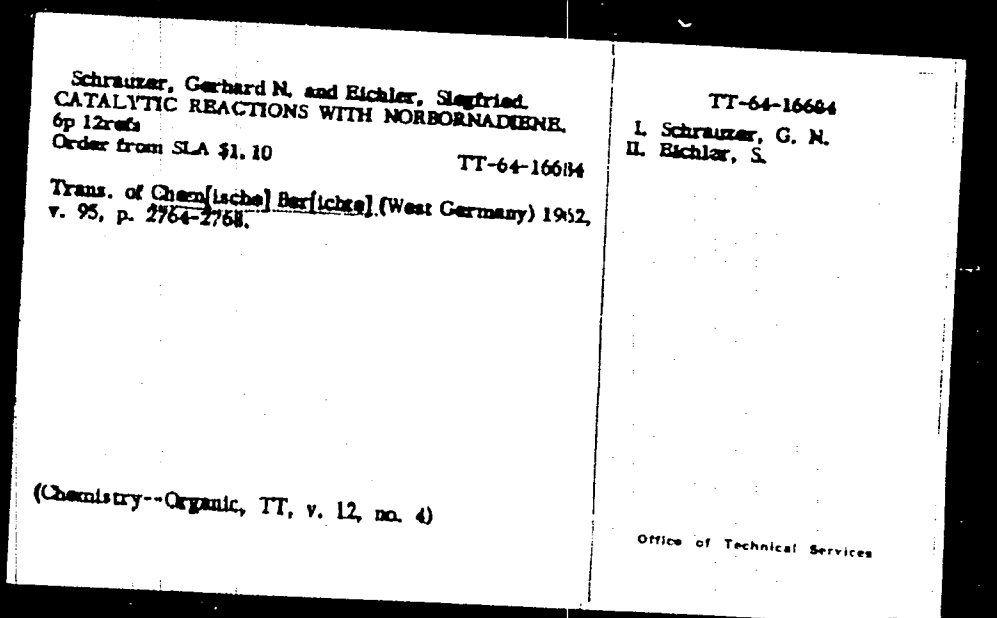 Schrauzer, Gerhard N. and Eichler, Siegfried.
CATALYTIC REACTIONS WITH NORBORNADIENE.
6p 12refs
Order from SLA $1.10
TT-64-16684
Trans. of Chem[ische] Ber[ichte] (West Germany) 1962,
v. 95, p. 2764-2768.
(Chemistry--Organic, TT, v. 12, no. 4)
TT-64-16684
I. Schrauzer, G. N.
II. Eichler, S.
Office of Technical Services